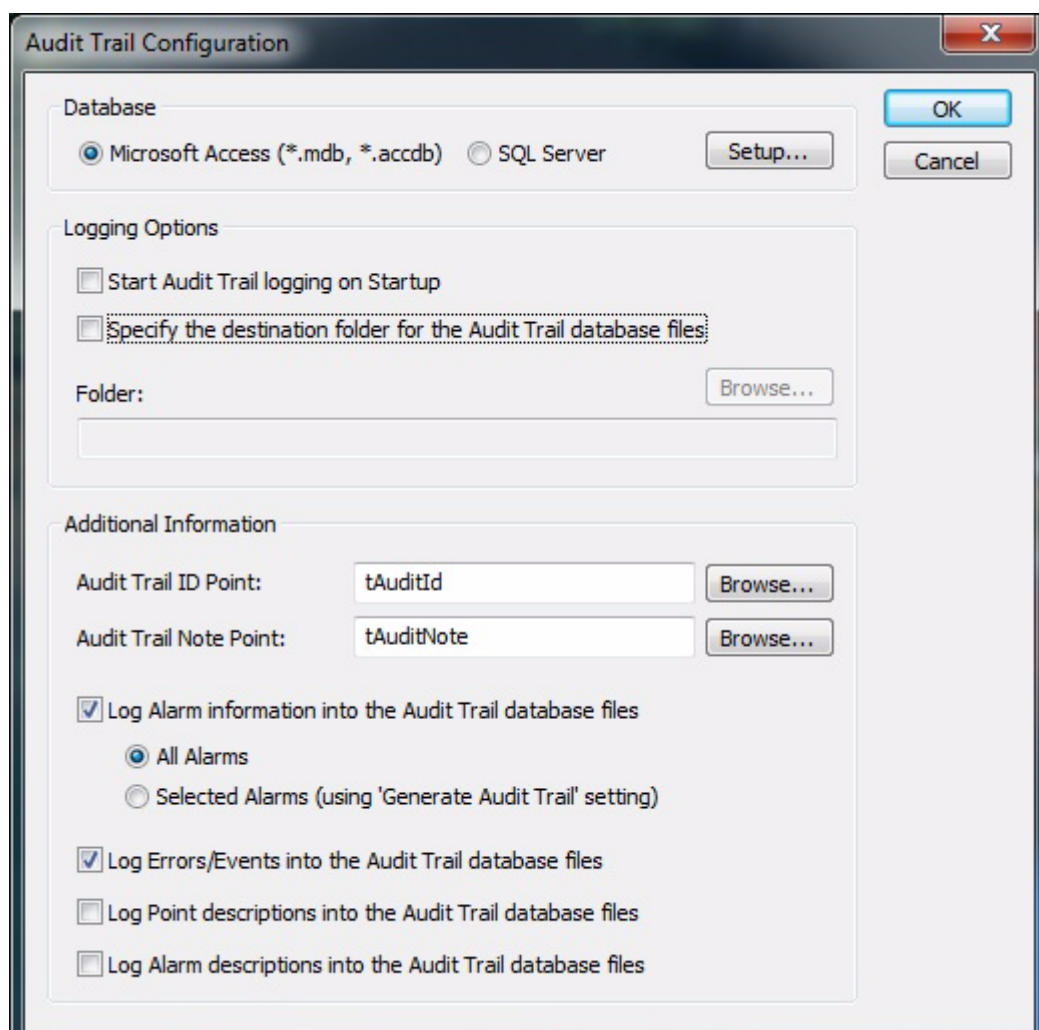 Audit Trail Configuration
Database
OK
Microsoft Access (*.mdb, *.accdb) SQL Server Setup...
Cancel
Logging Options
Start Audit Trail logging on Startup
Specify the destination folder for the Audit Trail database files
Folder: Browse...
Additional Information
Audit Trail ID Point: tAuditId Browse...
Audit Trail Note Point: tAuditNote Browse...
Log Alarm information into the Audit Trail database files
All Alarms
Selected Alarms (using 'Generate Audit Trail' setting)
Log Errors/Events into the Audit Trail database files
Log Point descriptions into the Audit Trail database files
Log Alarm descriptions into the Audit Trail database files